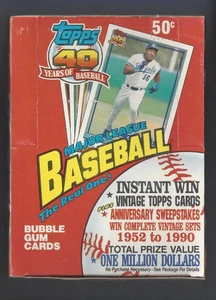 Topps
40
YEARS OF BASEBALL
50¢
MAJOR LEAGUE
BASEBALL
The Real One!
BUBBLE
GUM
CARDS
INSTANT WIN
VINTAGE TOPPS CARDS
PLUS
ANNIVERSARY SWEEPSTAKES
WIN COMPLETE VINTAGE SETS
1952 to 1990
TOTAL PRIZE VALUE
ONE MILLION DOLLARS
No Purchase Necessary - See Package For Details